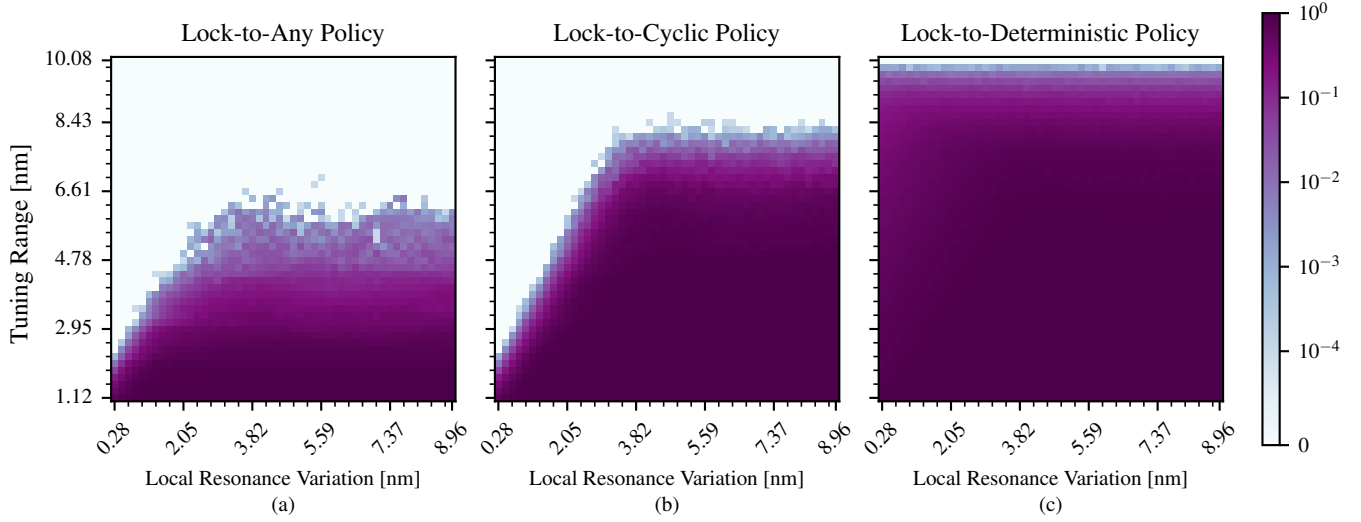 Lock-to-Any Policy
Lock-to-Cyclic Policy
Lock-to-Deterministic Policy
Tuning Range [nm]
10.08
8.43
6.61
4.78
2.95
1.12
0.28 2.05 3.82 5.59 7.37 8.96
0.28 2.05 3.82 5.59 7.37 8.96
0.28 2.05 3.82 5.59 7.37 8.96
Local Resonance Variation [nm]
Local Resonance Variation [nm]
Local Resonance Variation [nm]
(a)
(b)
(c)
10⁰
10⁻¹
10⁻²
10⁻³
10⁻⁴
0